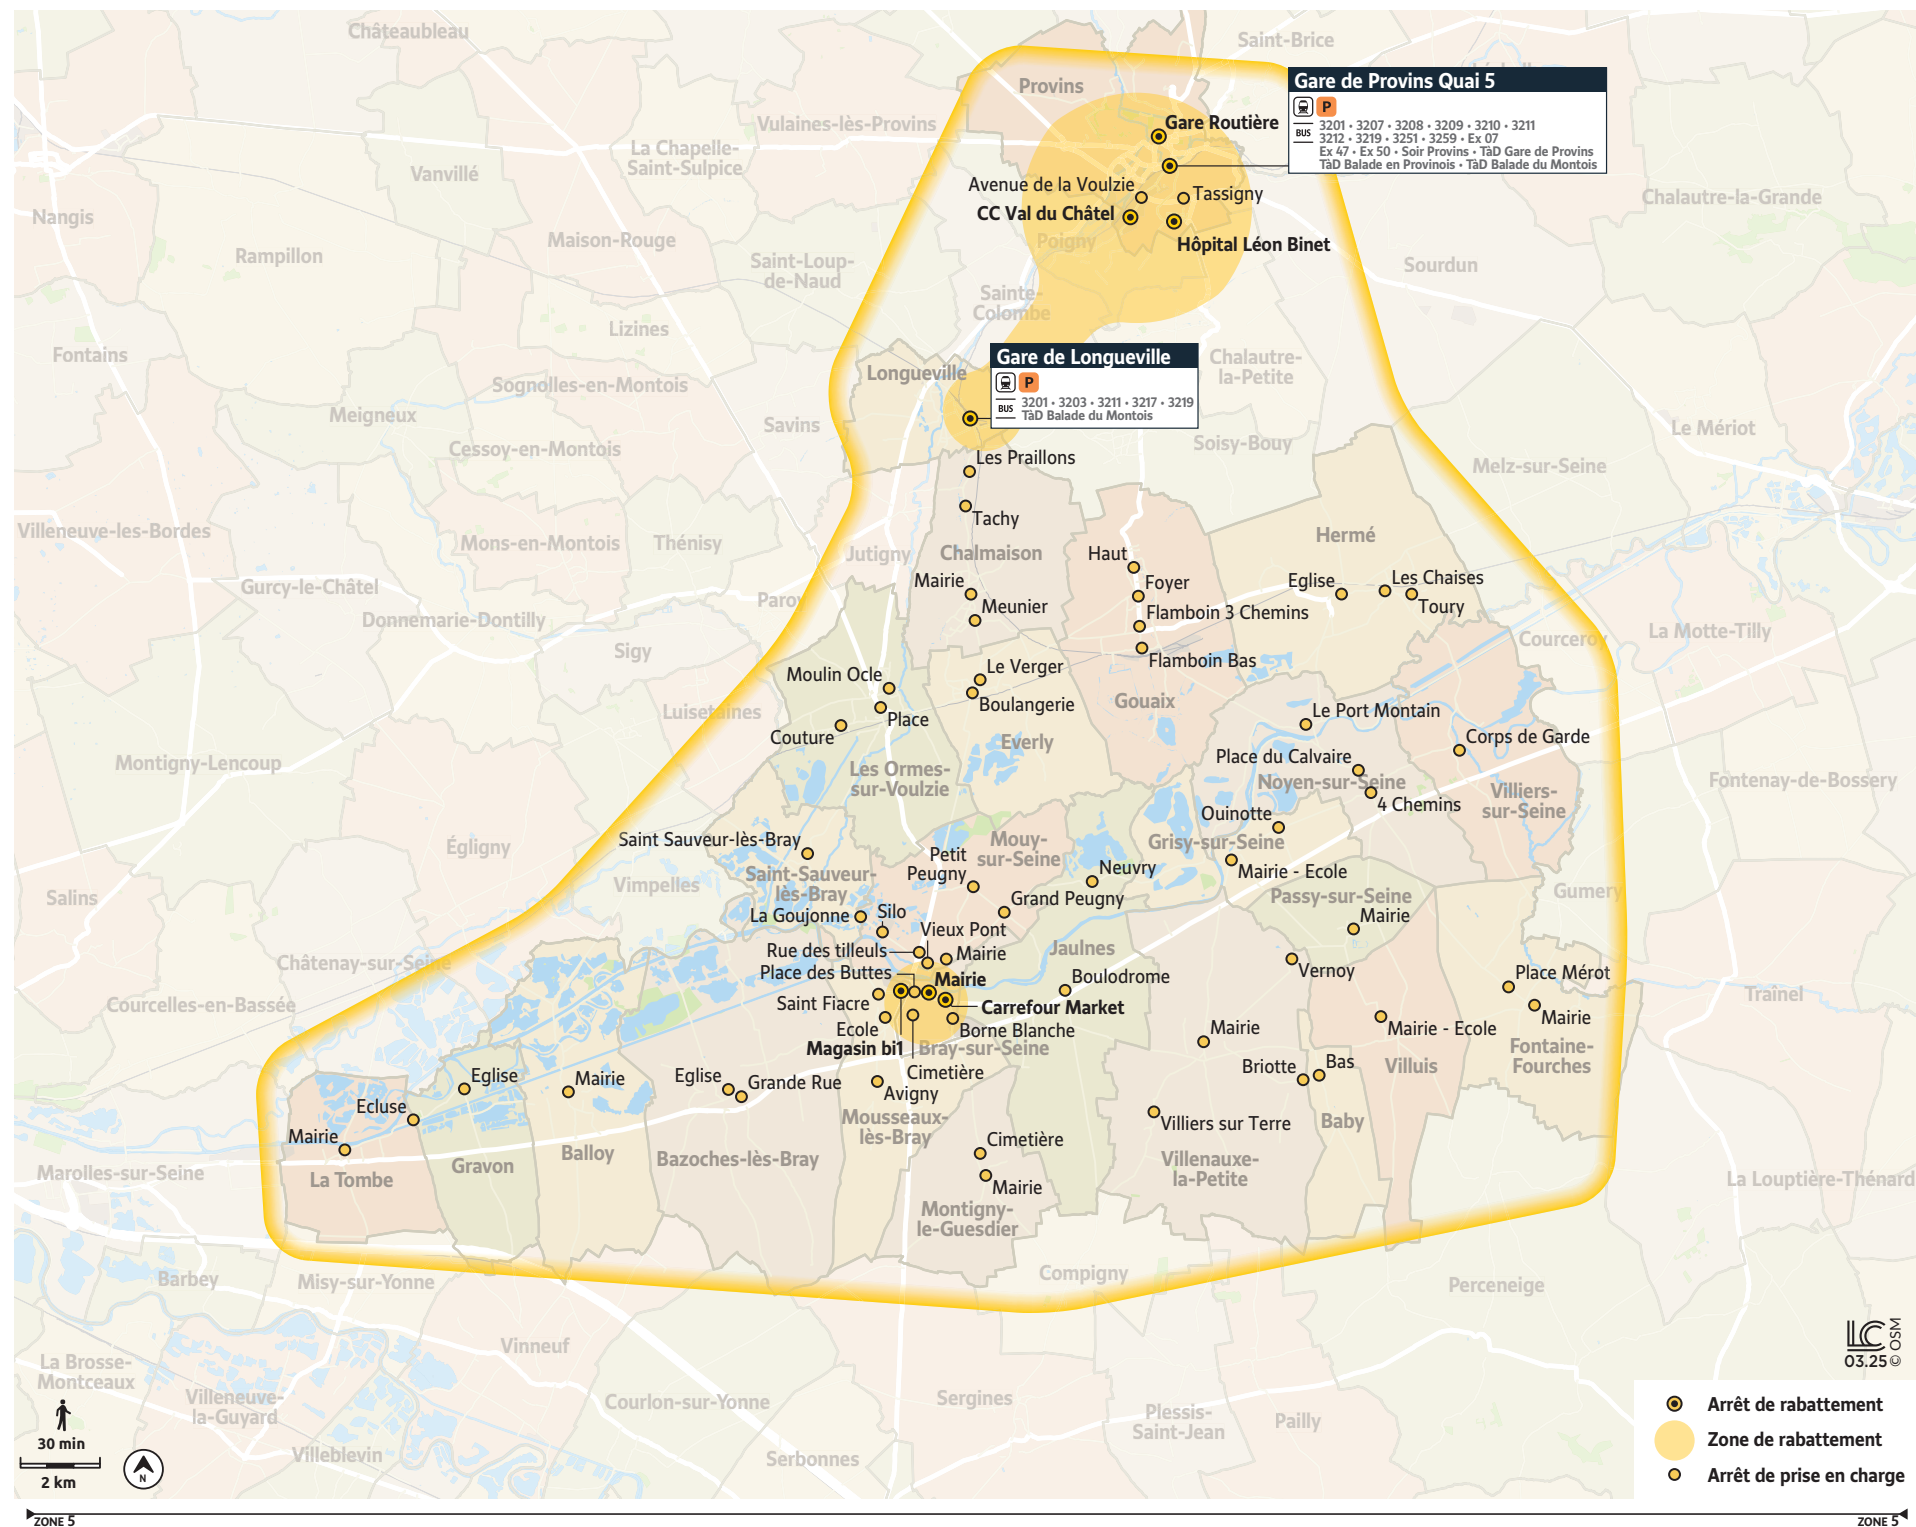 Châteaubleau
Saint-Brice
Provins
Gare de Provins Quai 5
P
BUS
3201 • 3207 • 3208 • 3209 • 3210 • 3211
3212 • 3219 • 3251 • 3259 • Ex 07
Ex 47 • Ex 50 • Soir Provins • TàD Gare de Provins
TàD Balade en Provinois • TàD Balade du Montois
Gare Routière
Vulaines-lès-Provins
La Chapelle-
Saint-Sulpice
Vanvillé
Avenue de la Voulzie
Tassigny
Chalautre-la-Grande
Nangis
CC Val du Châtel
Maison-Rouge
Poigny
Hôpital Léon Binet
Rampillon
Saint-Loup-
de-Naud
Sourdun
Sainte-
Colombe
Lizines
Fontains
Gare de Longueville
P
BUS
3201 • 3203 • 3211 • 3217 • 3219
TàD Balade du Montois
Chalautre-
la-Petite
Longueville
Sognolles-en-Montois
Meigneux
Savins
Le Mériot
Cessoy-en-Montois
Soisy-Bouy
Les Praillons
Melz-sur-Seine
Tachy
Villeneuve-les-Bordes
Mons-en-Montois
Thénisy
Hermé
Jutigny
Chalmaison
Haut
Gurcy-le-Châtel
Mairie
Foyer
Eglise
Les Chaises
Paroy
Meunier
Toury
Flamboin 3 Chemins
Donnemarie-Dontilly
La Motte-Tilly
Courceroy
Sigy
Flamboin Bas
Le Verger
Moulin Ocle
Boulangerie
Gouaix
Luisetaines
Place
Le Port Montain
Couture
Corps de Garde
Everly
Place du Calvaire
Montigny-Lencoup
Les Ormes-
sur-Voulzie
Noyen-sur-Seine
Fontenay-de-Bossery
4 Chemins
Villiers-
sur-Seine
Ouinotte
Saint Sauveur-lès-Bray
Égligny
Mouy-
sur-Seine
Grisy-sur-Seine
Petit
Peugny
Neuvry
Mairie - Ecole
Saint-Sauveur-
lès-Bray
Vimpelles
Salins
Grand Peugny
Passy-sur-Seine
Gumery
La Goujonne
Silo
Mairie
Vieux Pont
Rue des tilleuls
Mairie
Jaulnes
Châtenay-sur-Seine
Place des Buttes
Mairie
Boulodrome
Vernoy
Place Mérot
Courcelles-en-Bassée
Saint Fiacre
Carrefour Market
Traînel
Ecole
Borne Blanche
Mairie
Mairie - Ecole
Mairie
Magasin bi1
Bray-sur-Seine
Fontaine-
Fourches
Cimetière
Briotte
Bas
Villuis
Eglise
Mairie
Eglise
Grande Rue
Avigny
Ecluse
Mousseaux-
lès-Bray
Villiers sur Terre
Baby
Mairie
Cimetière
Balloy
Bazoches-lès-Bray
Gravon
Villenauxe-
la-Petite
Marolles-sur-Seine
La Tombe
Mairie
La Louptière-Thénard
Montigny-
le-Guesdier
Barbey
Misy-sur-Yonne
Compigny
Perceneige
Vinneuf
LC
03.25 © OSM
La Brosse-
Montceaux
Villeneuve-
la-Guyard
Courlon-sur-Yonne
Sergines
Plessis-
Saint-Jean
Pailly
Villeblevin
Serbonnes
30 min
2 km
N
Arrêt de rabattement
Zone de rabattement
Arrêt de prise en charge
ZONE 5
ZONE 5